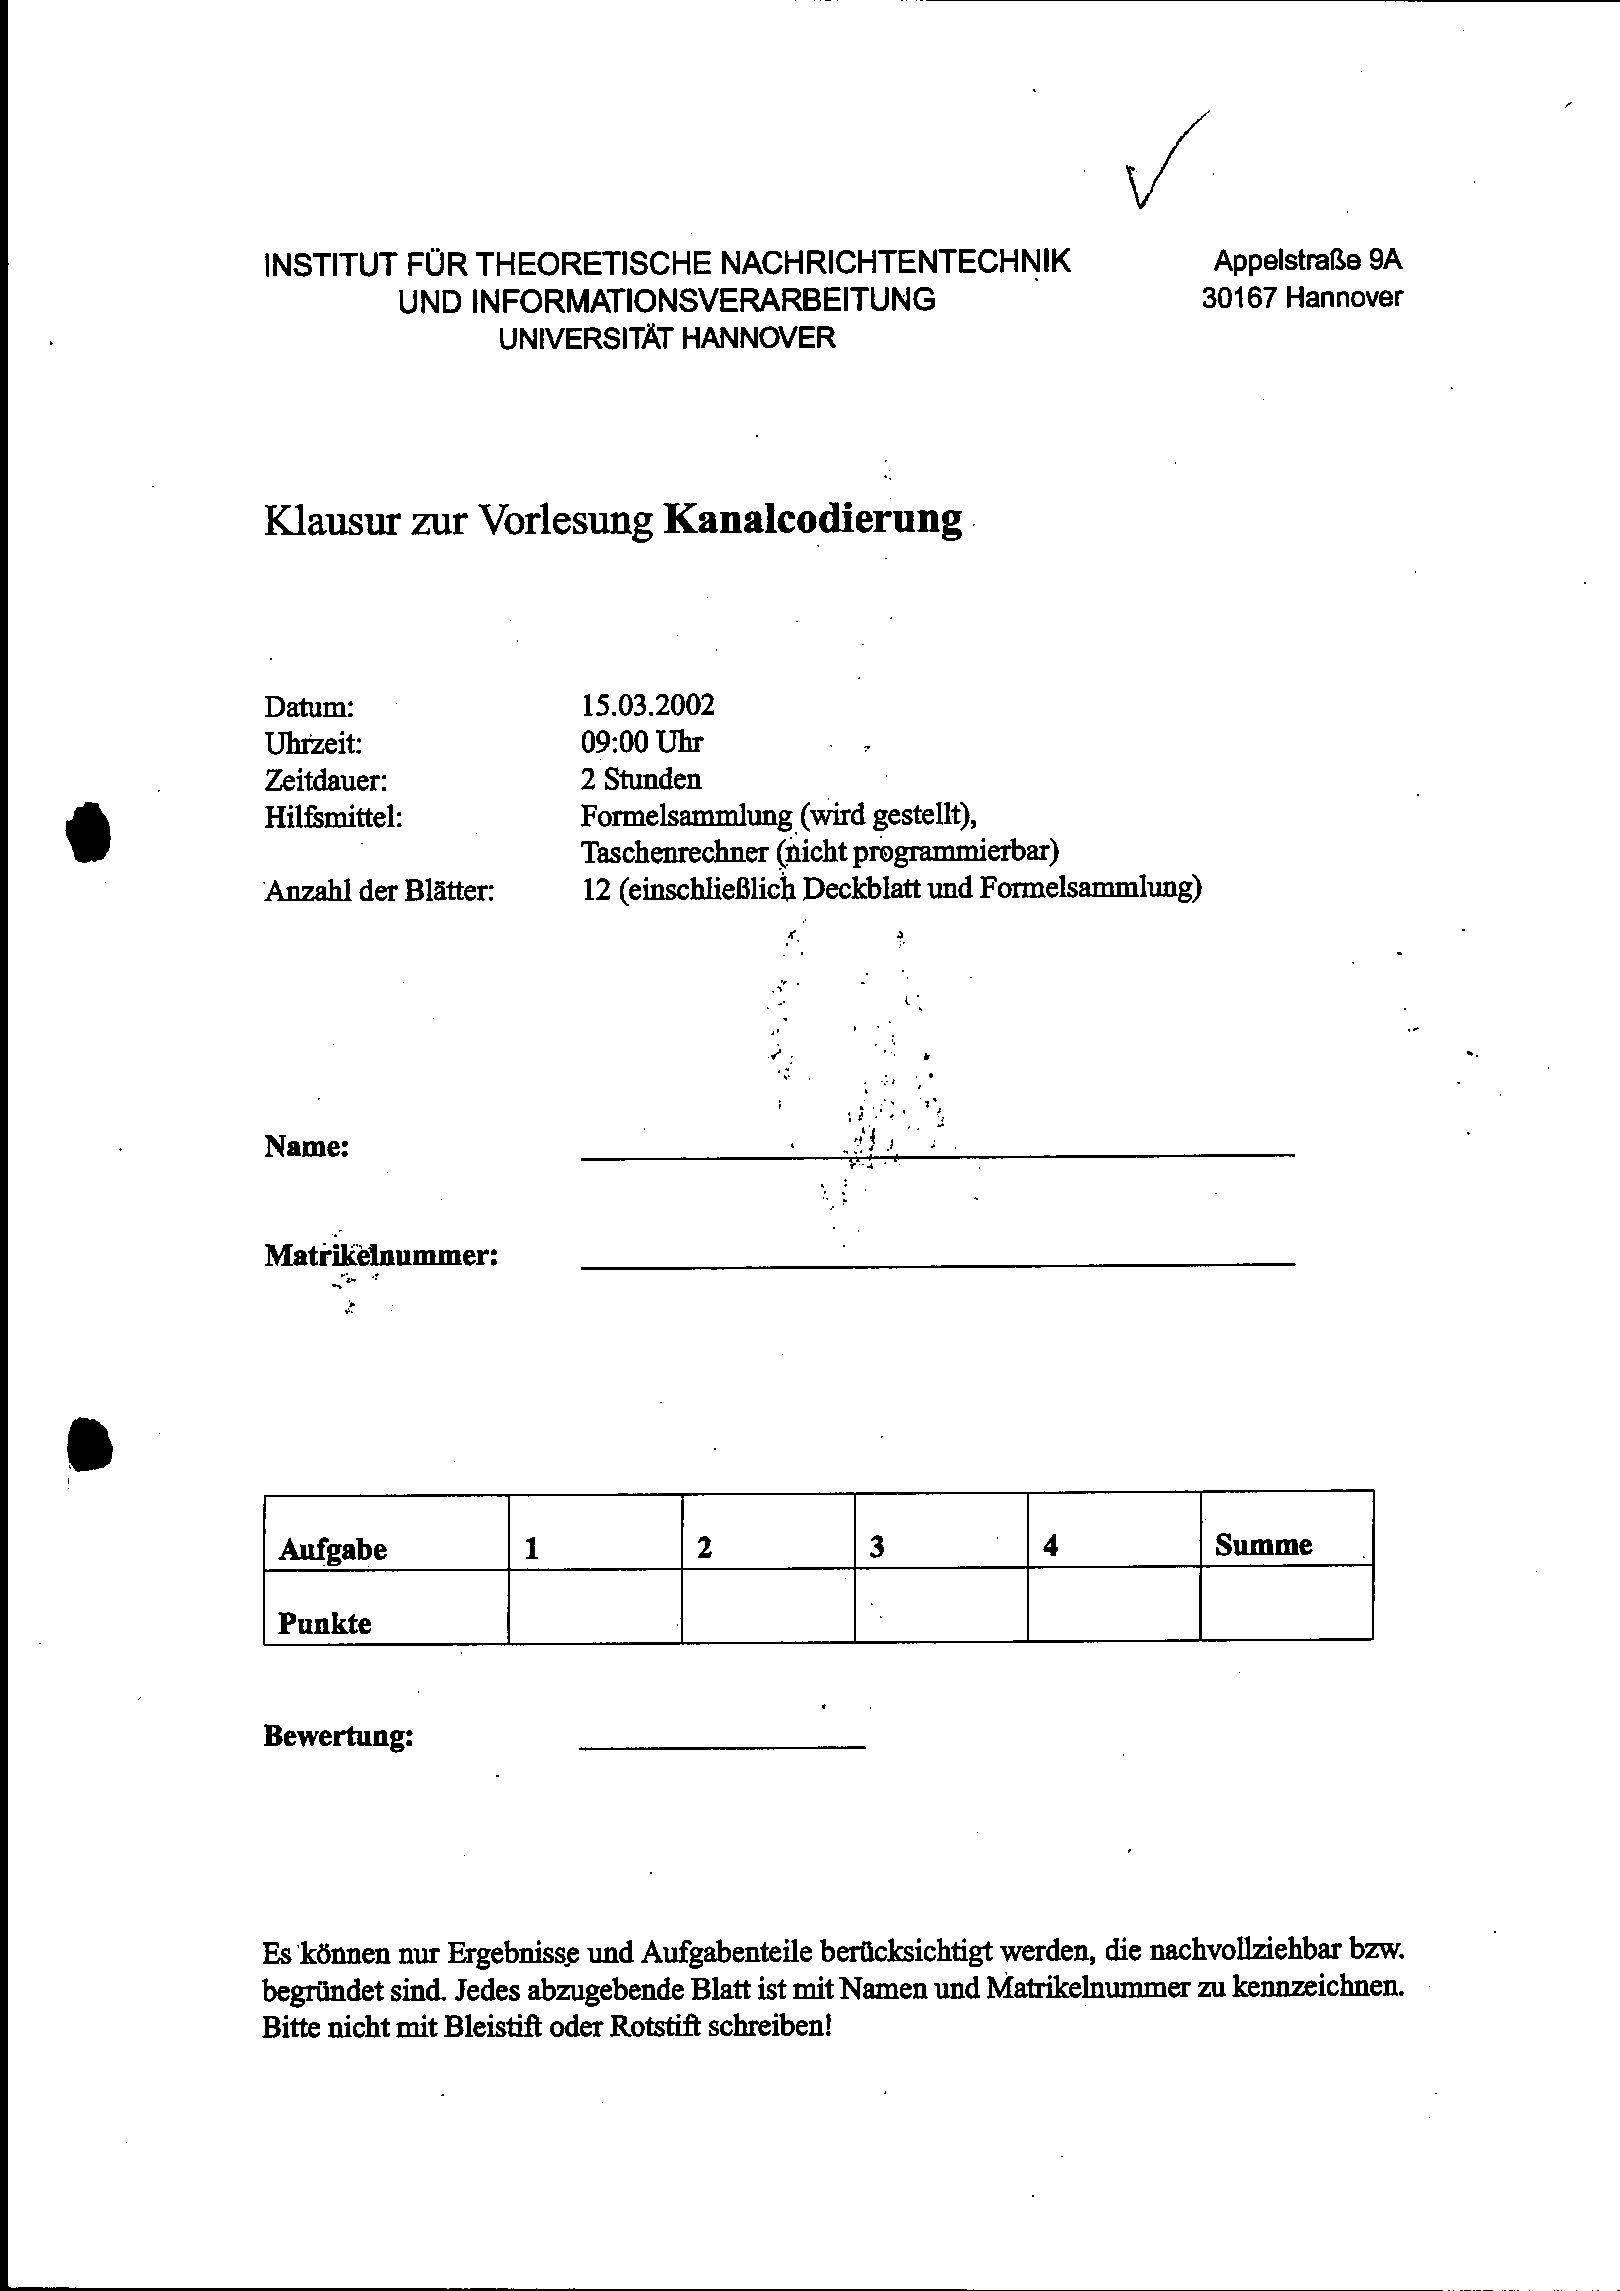 INSTITUT FÜR THEORETISCHE NACHRICHTENTECHNIK
UND INFORMATIONSVERARBEITUNG
UNIVERSITÄT HANNOVER
Appelstraße 9A
30167 Hannover
Klausur zur Vorlesung Kanalcodierung
Datum: 15.03.2002
Uhrzeit: 09:00 Uhr
Zeitdauer: 2 Stunden
Hilfsmittel: Formelsammlung (wird gestellt),
Taschenrechner (nicht programmierbar)
Anzahl der Blätter: 12 (einschließlich Deckblatt und Formelsammlung)
Name:
Matrikelnummer:
Aufgabe 1 2 3 4 Summe
Punkte
Bewertung:
Es können nur Ergebnisse und Aufgabenteile berücksichtigt werden, die nachvollziehbar bzw.
begründet sind. Jedes abzugebende Blatt ist mit Namen und Matrikelnummer zu kennzeichnen.
Bitte nicht mit Bleistift oder Rotstift schreiben!